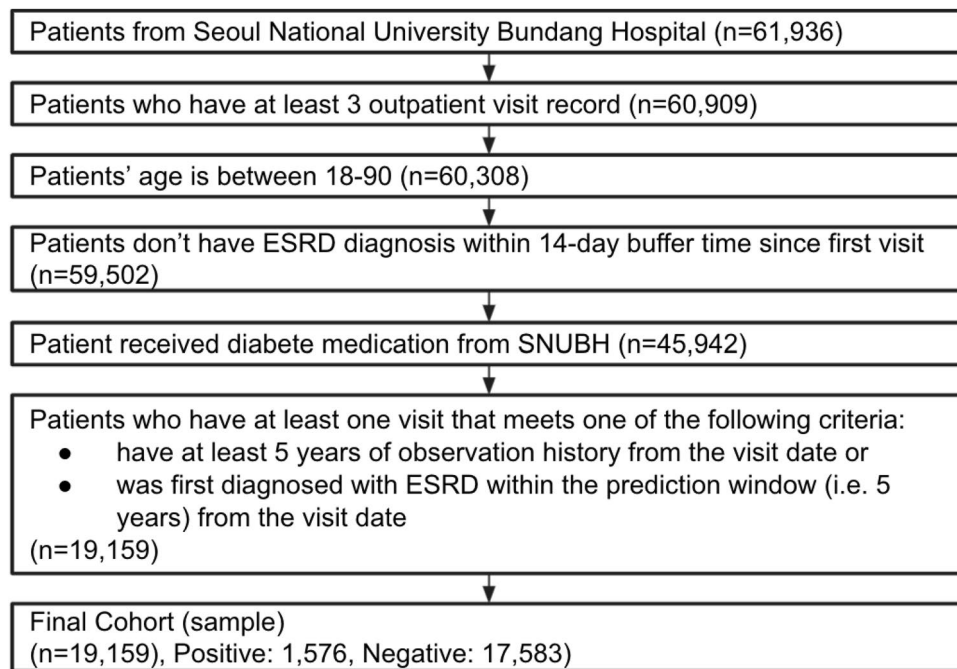 Patients from Seoul National University Bundang Hospital (n=61,936)
Patients who have at least 3 outpatient visit record (n=60,909)
Patients’ age is between 18-90 (n=60,308)
Patients don’t have ESRD diagnosis within 14-day buffer time since first visit
(n=59,502)
Patient received diabete medication from SNUBH (n=45,942)
Patients who have at least one visit that meets one of the following criteria:
● have at least 5 years of observation history from the visit date or
● was first diagnosed with ESRD within the prediction window (i.e. 5
years) from the visit date
(n=19,159)
Final Cohort (sample)
(n=19,159), Positive: 1,576, Negative: 17,583)